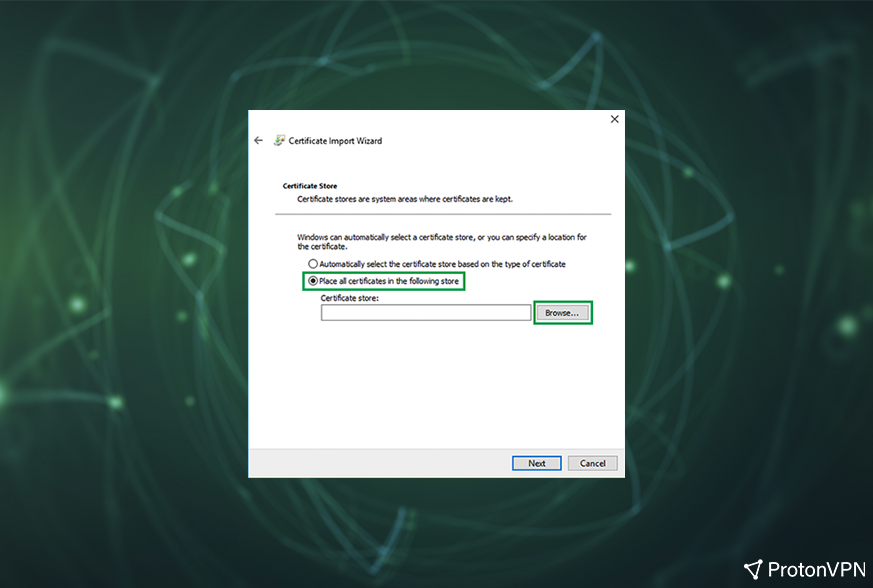 Certificate Import Wizard
Certificate Store
Certificate stores are system areas where certificates are kept.
Windows can automatically select a certificate store, or you can specify a location for
the certificate.
Automatically select the certificate store based on the type of certificate
Place all certificates in the following store
Certificate store:
Browse...
Next
Cancel
ProtonVPN